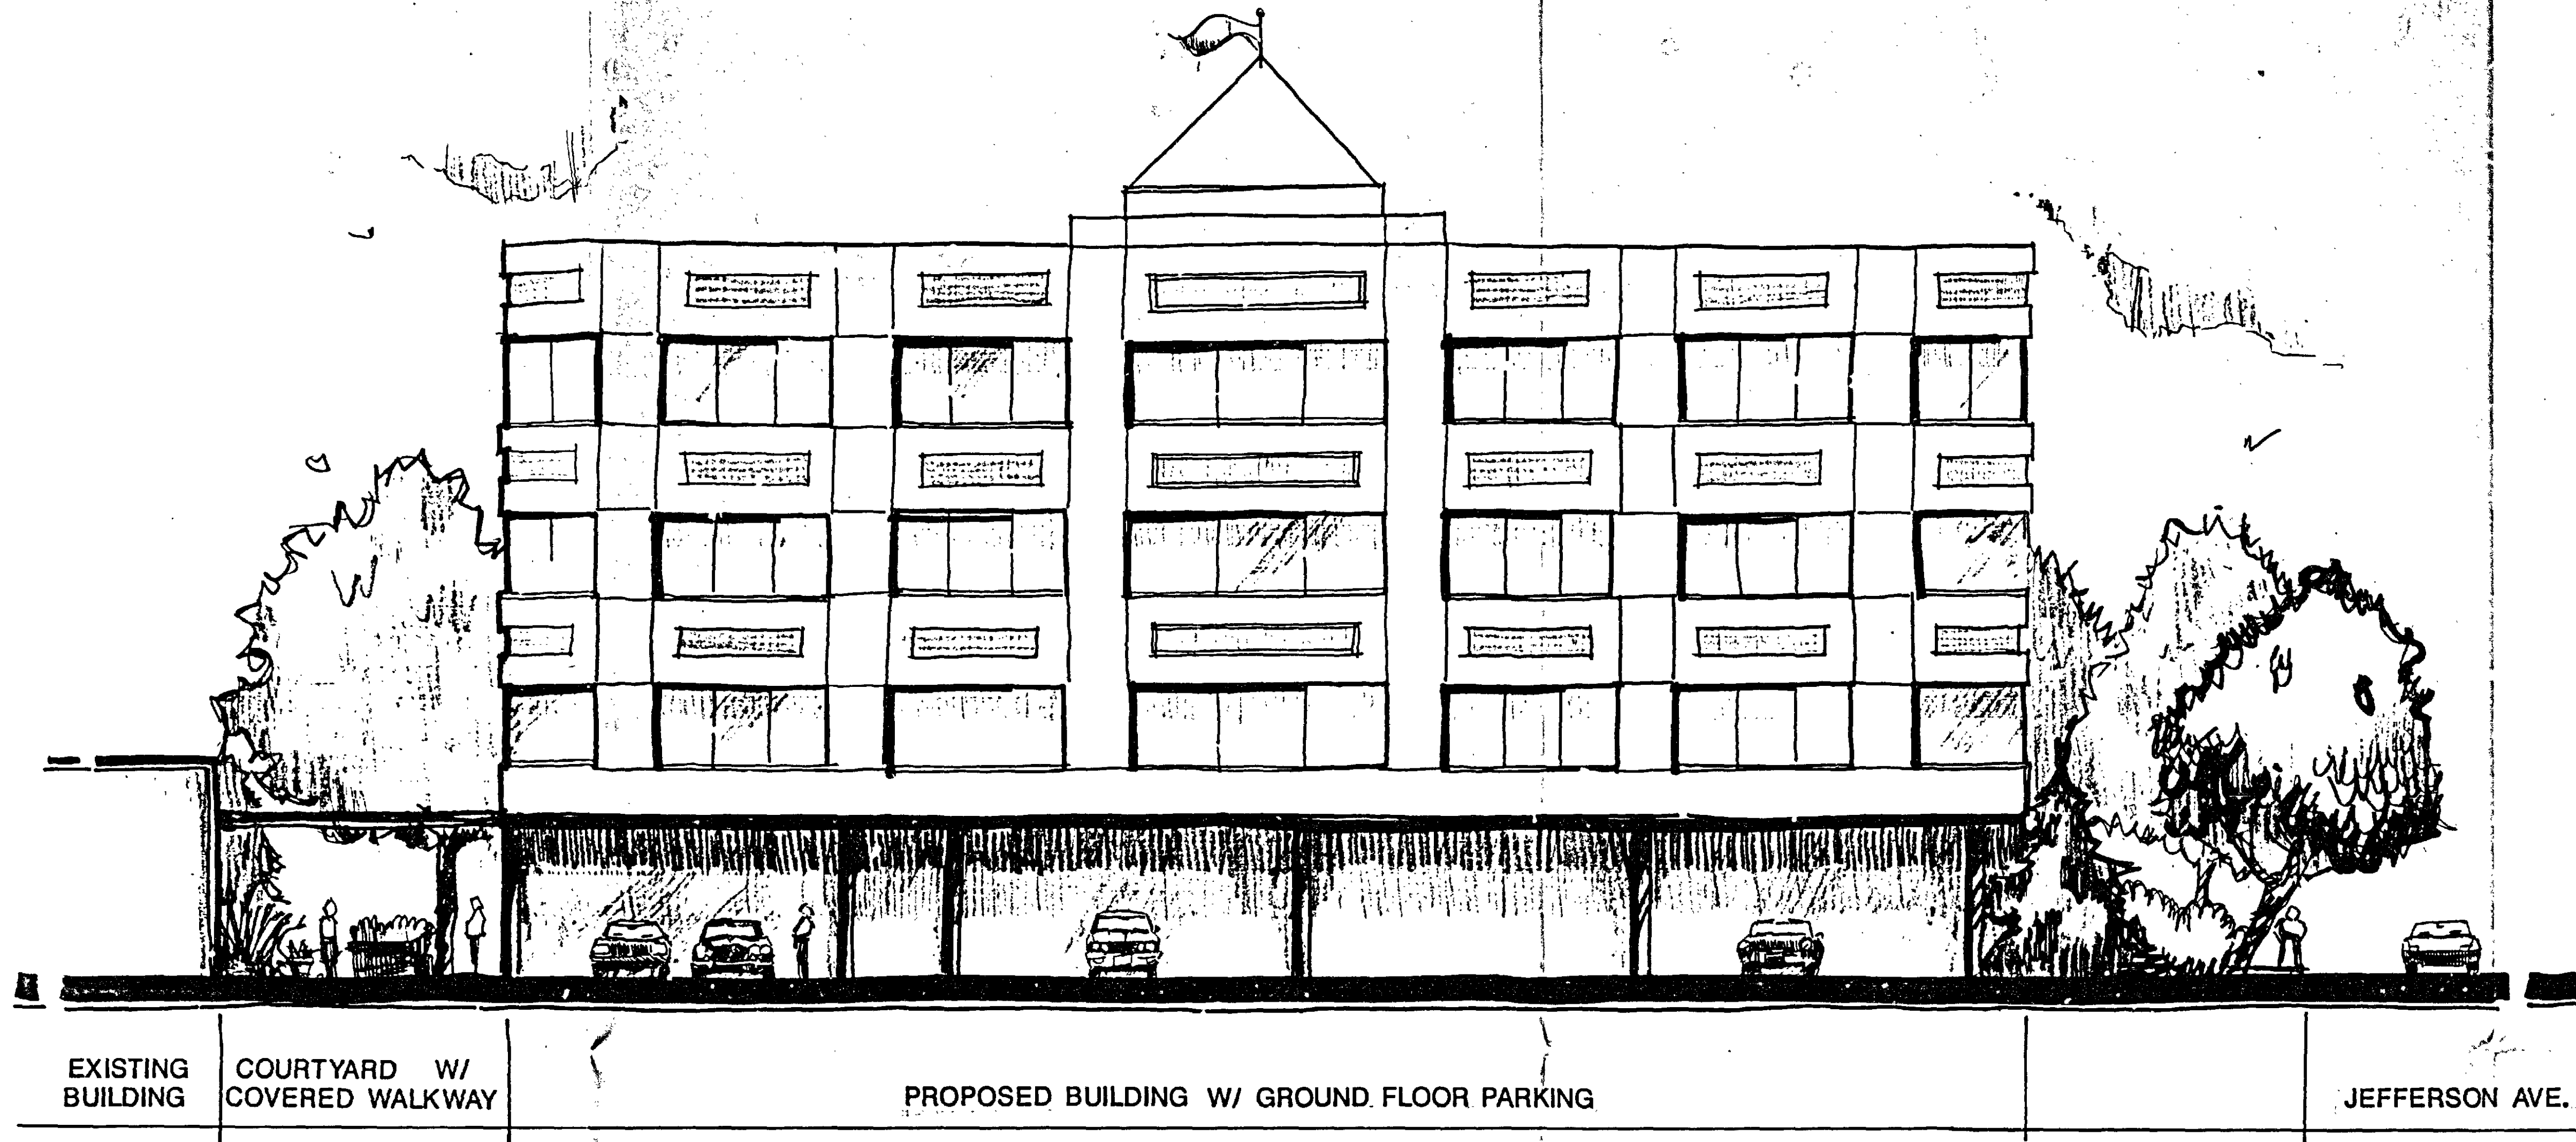 EXISTING
BUILDING
COURTYARD W/
COVERED WALKWAY
PROPOSED BUILDING W/ GROUND FLOOR PARKING
JEFFERSON AVE.